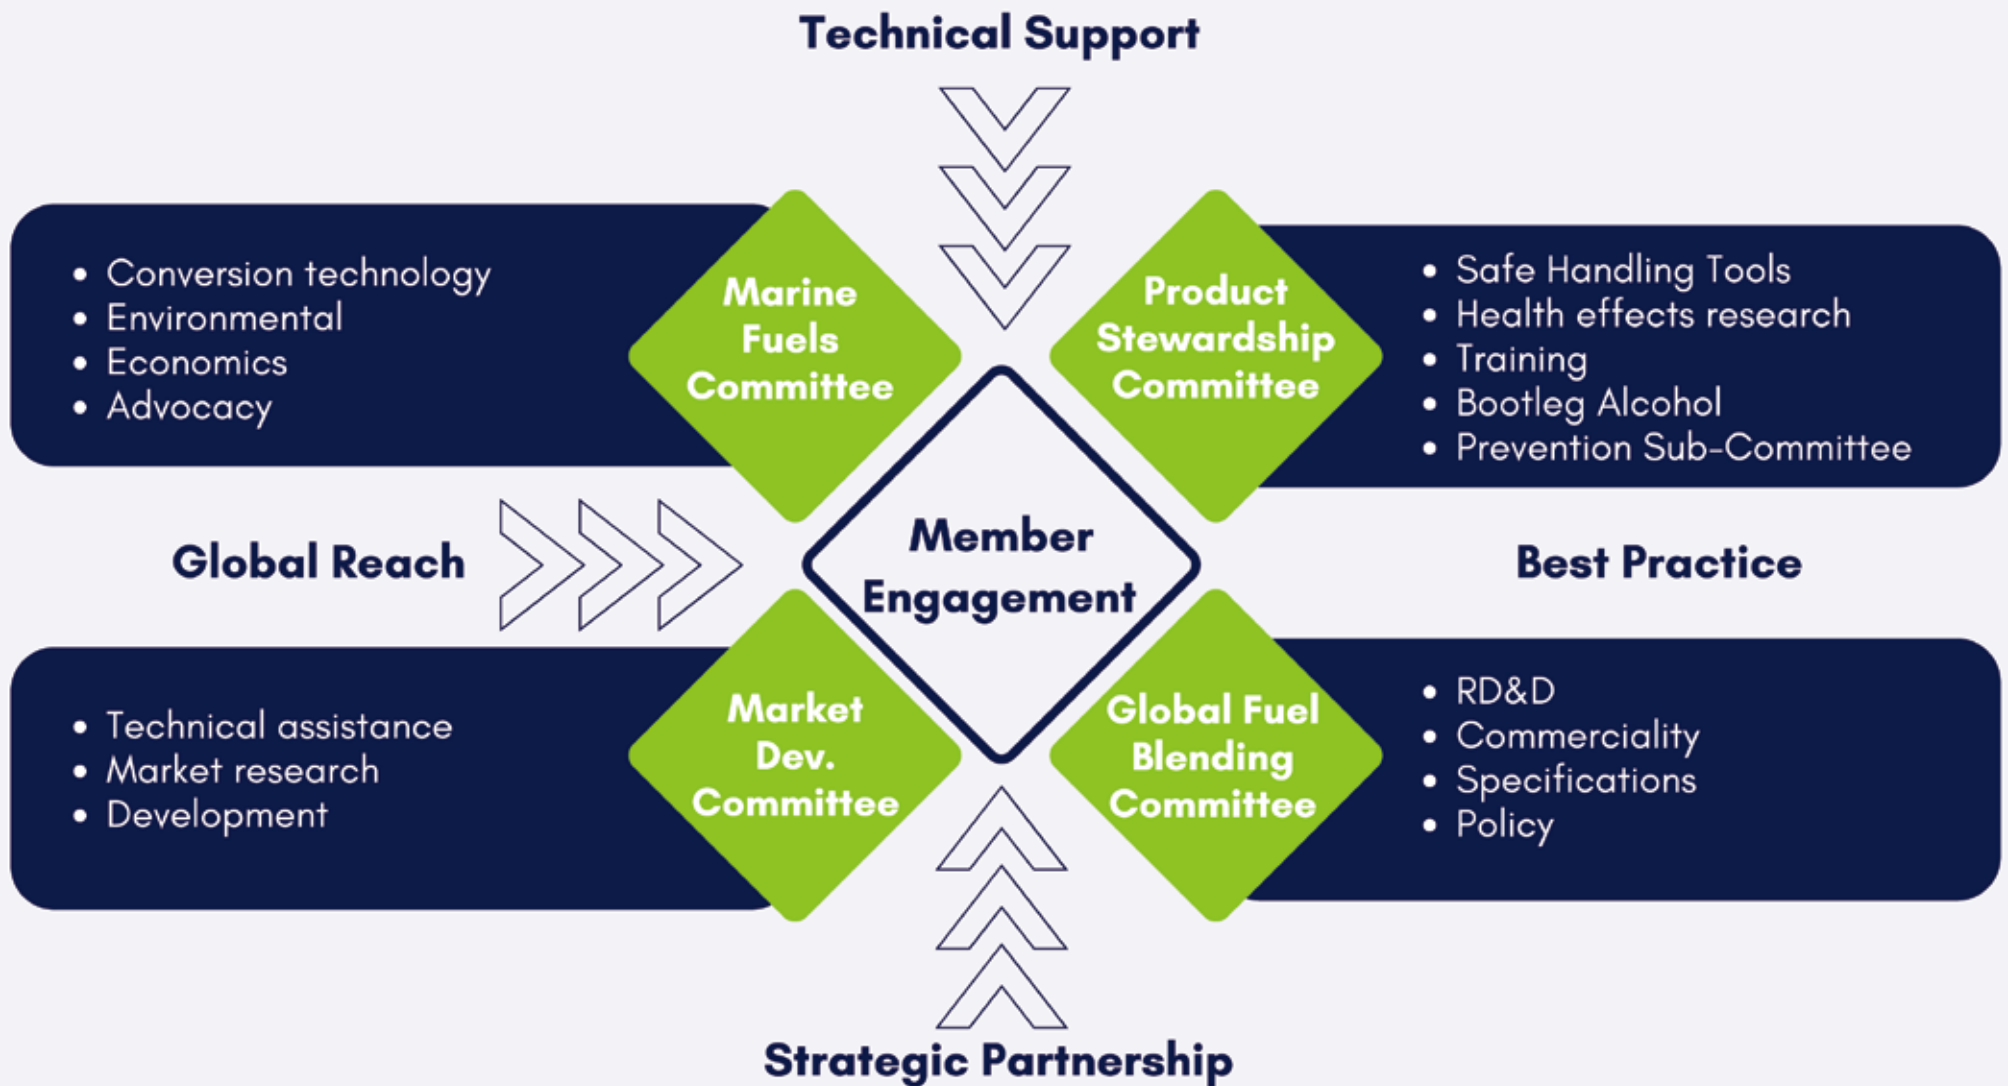 Technical Support
• Conversion technology
• Environmental
• Economics
• Advocacy
Marine
Fuels
Committee
Product
Stewardship
Committee
• Safe Handling Tools
• Health effects research
• Training
• Bootleg Alcohol
• Prevention Sub-Committee
Global Reach
Member
Engagement
Best Practice
• Technical assistance
• Market research
• Development
Market
Dev.
Committee
Global Fuel
Blending
Committee
• RD&D
• Commerciality
• Specifications
• Policy
Strategic Partnership